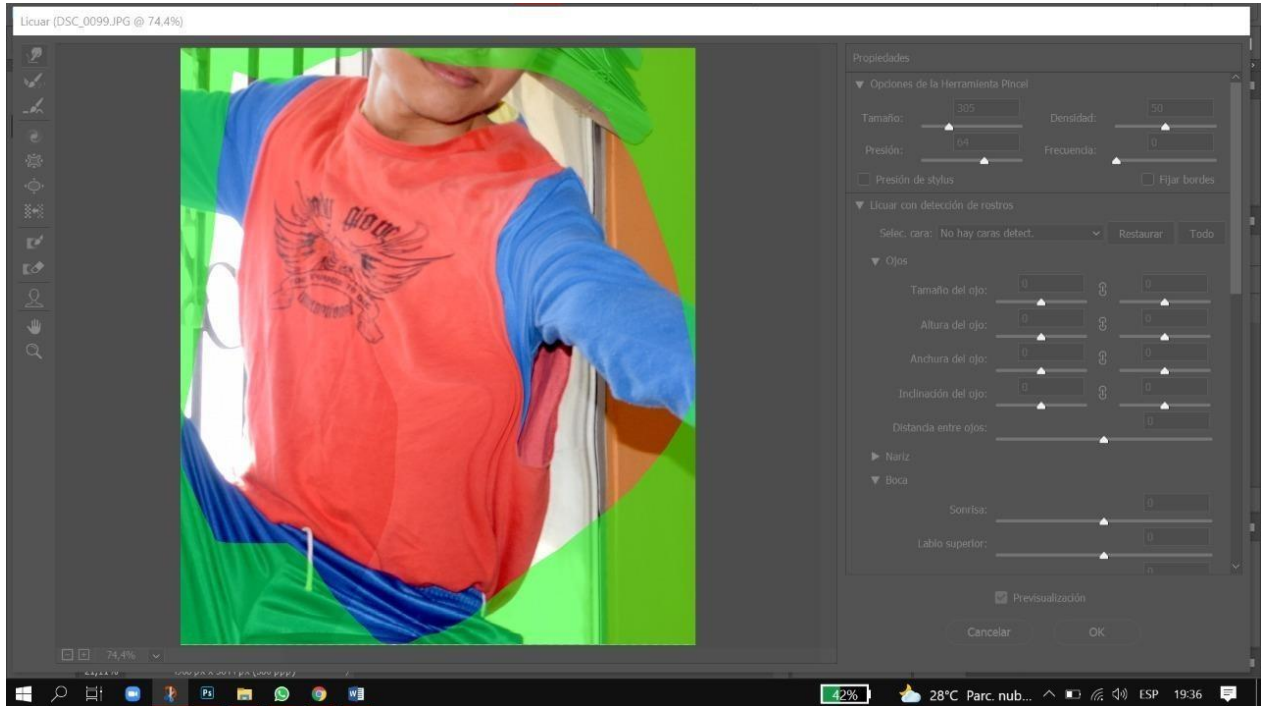 Licuar (DSC_0099.JPG @ 74,4%)
Propiedades
Opciones de la Herramienta Pincel
Tamaño: 305 Densidad: 50
Presión: 64 Frecuencia: 0
Presión de stylus Fijar bordes
Licuar con detección de rostros
Selec. cara: No hay caras detect. Restaurar Todo
Ojos
Tamaño del ojo: 0 0
Altura del ojo: 0 0
Anchura del ojo: 0 0
Inclinación del ojo: 0 0
Distancia entre ojos: 0
Nariz
Boca
Sonrisa: 0
Labio superior: 0
0
Previsualización
Cancelar OK
74,4%
Ps
42% 28°C Parc. nub... ESP 19:36